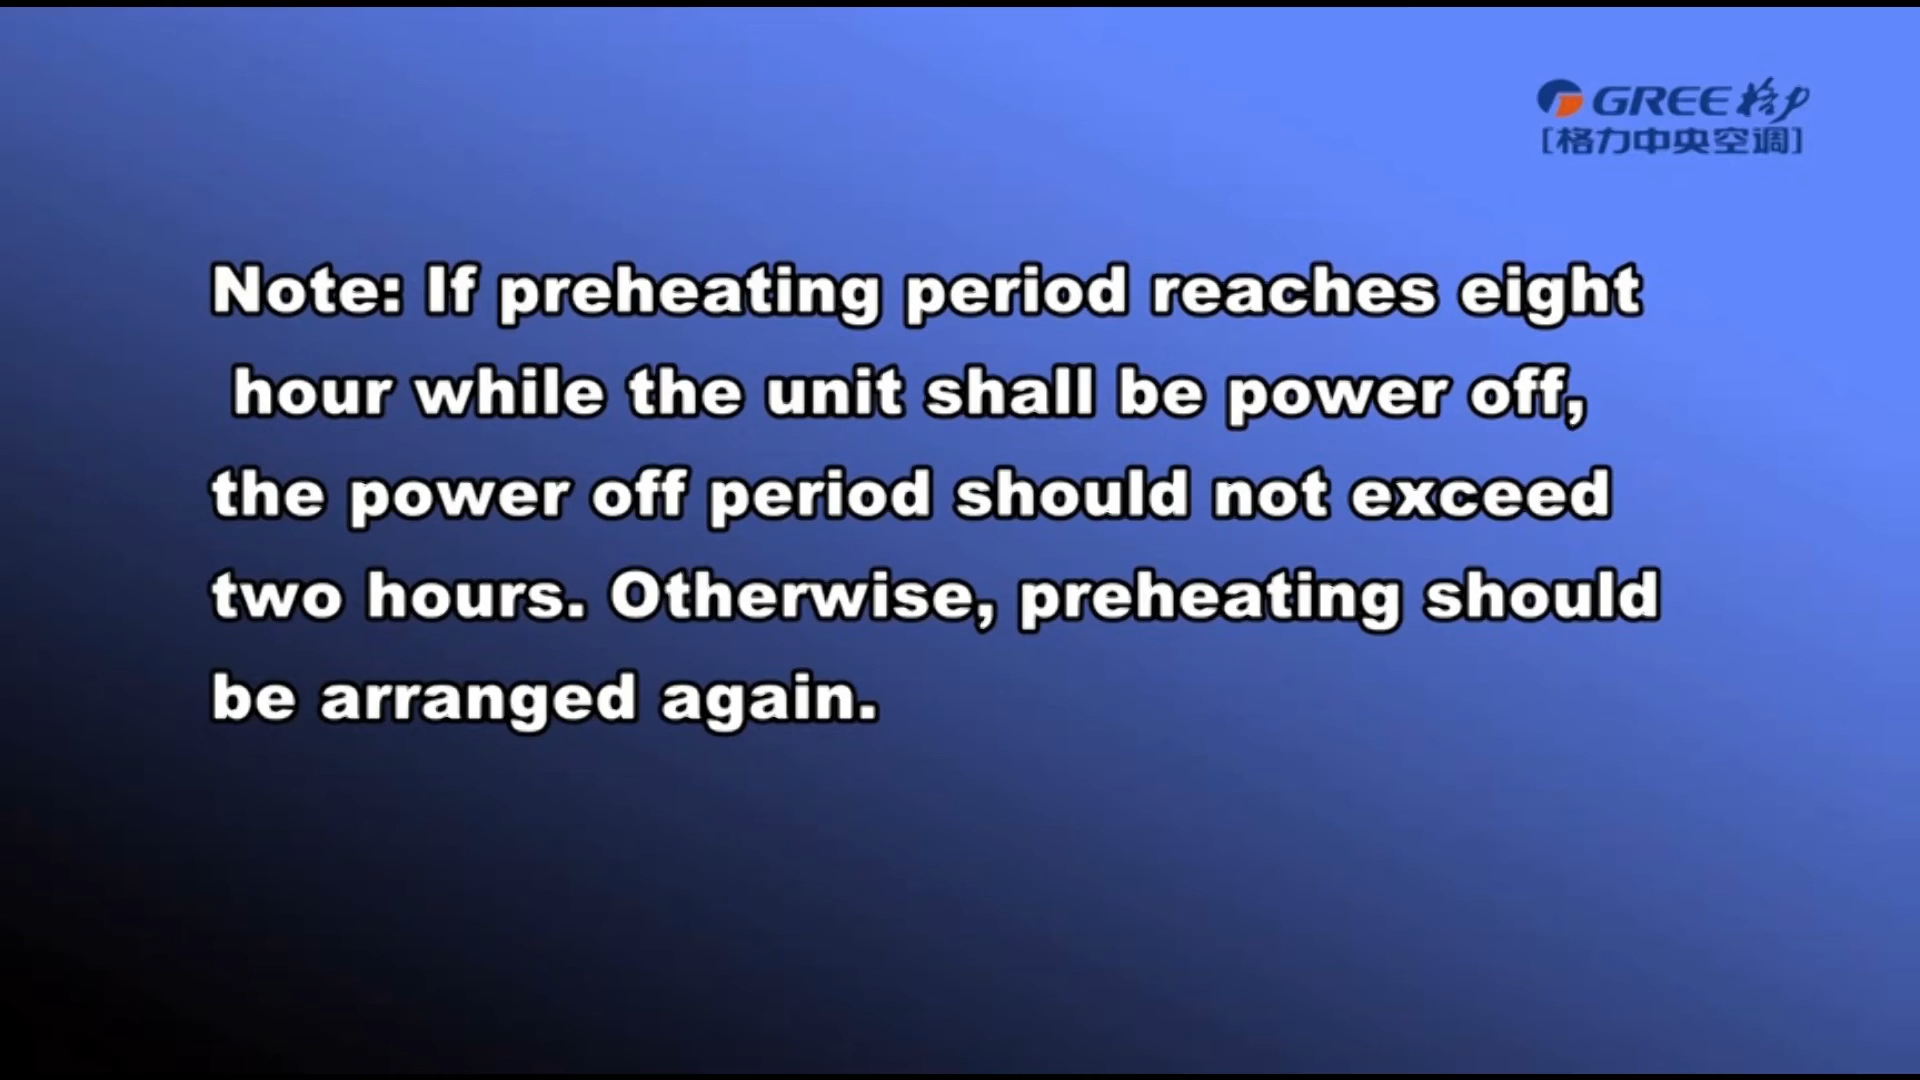 GREE 格力
[格力中央空调]
Note: If preheating period reaches eight
hour while the unit shall be power off,
the power off period should not exceed
two hours. Otherwise, preheating should
be arranged again.